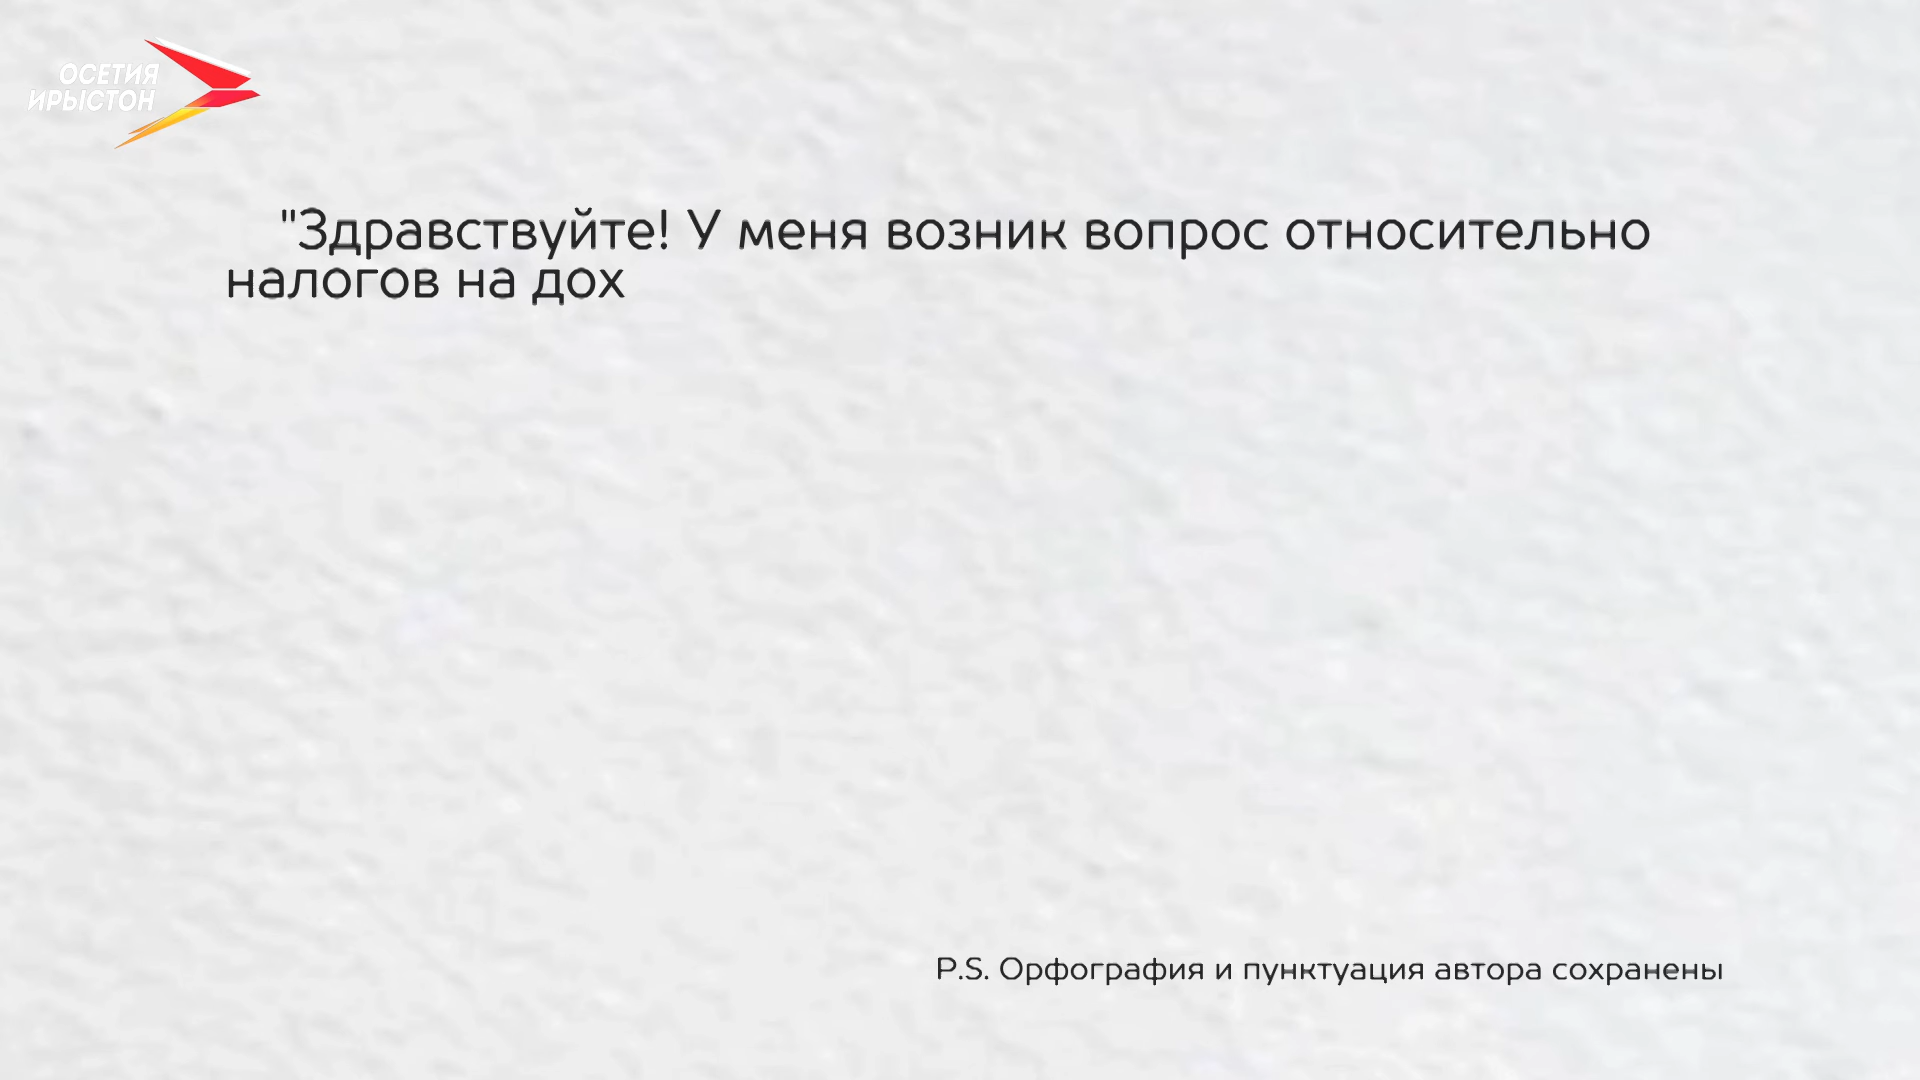 ОСЕТИЯ
ИРЫСТОН
"Здравствуйте! У меня возник вопрос относительно
налогов на дох
P.S. Орфография и пунктуация автора сохранены